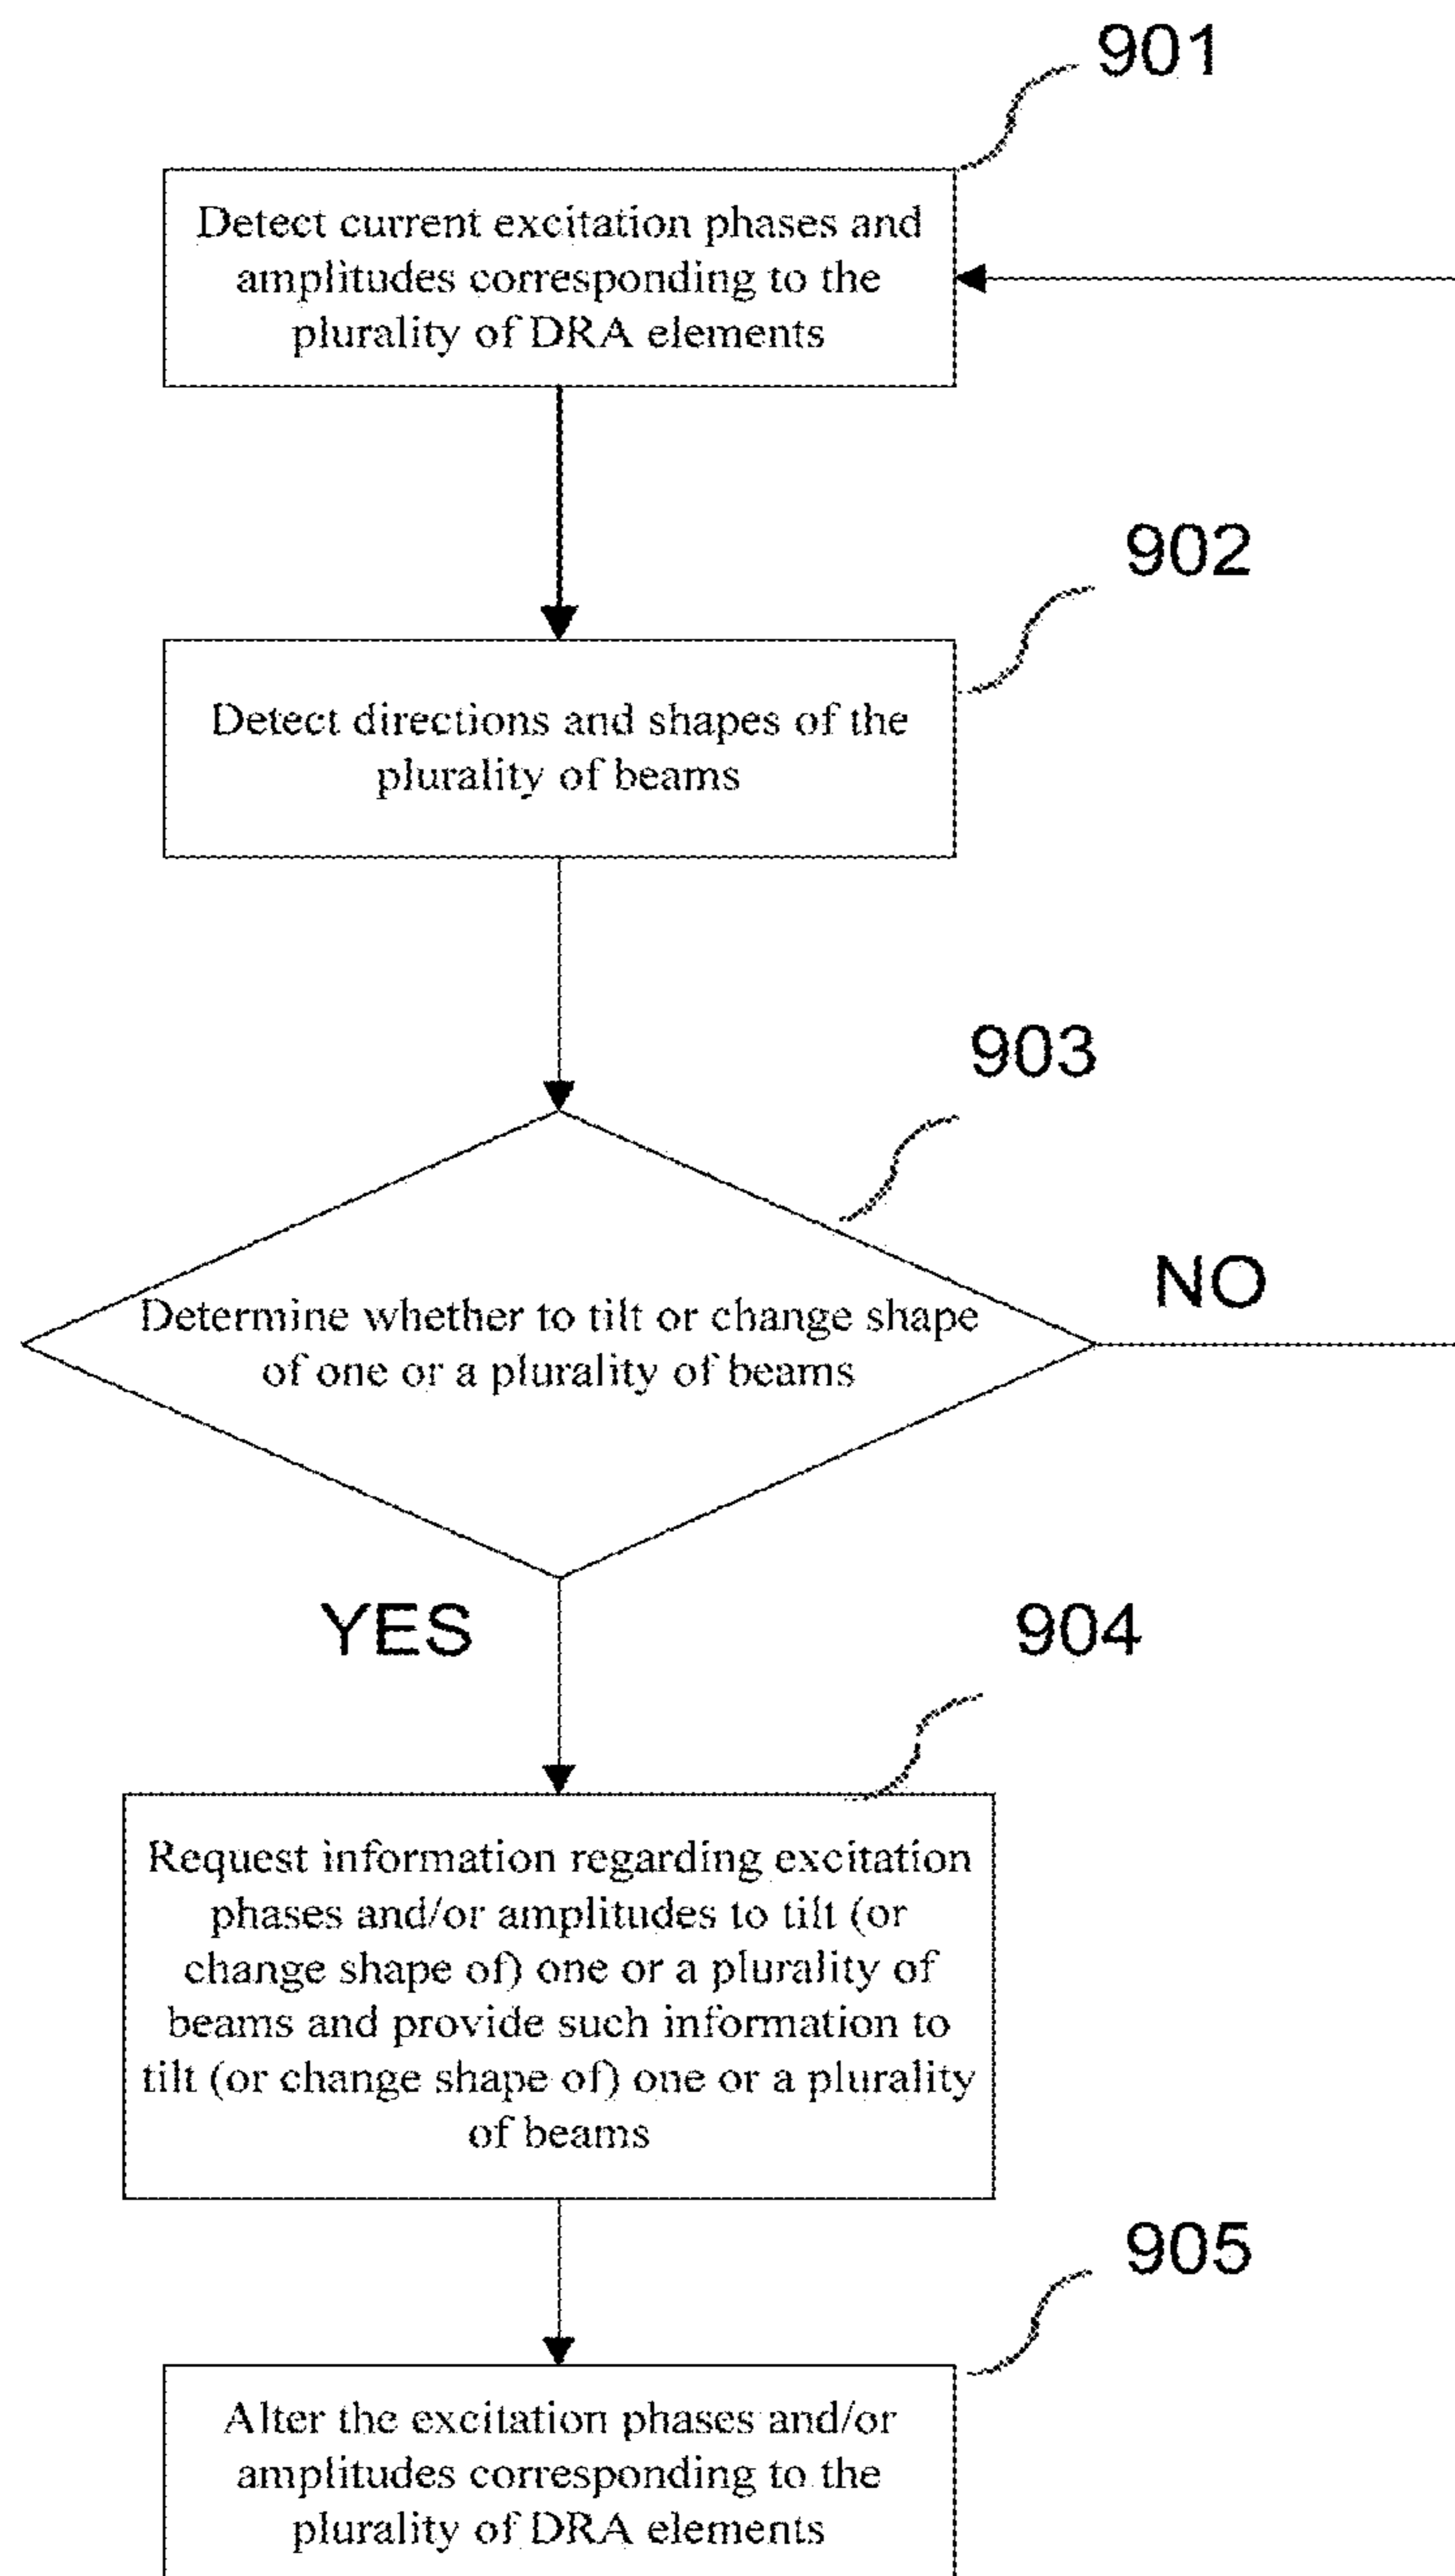 901
Detect current excitation phases and
amplitudes corresponding to the
plurality of DRA elements
902
Detect directions and shapes of the
plurality of beams
903
Determine whether to tilt or change shape
of one or a plurality of beams
NO
YES
904
Request information regarding excitation
phases and/or amplitudes to tilt (or
change shape of) one or a plurality of
beams and provide such information to
tilt (or change shape of) one or a plurality
of beams
905
Alter the excitation phases and/or
amplitudes corresponding to the
plurality of DRA elements